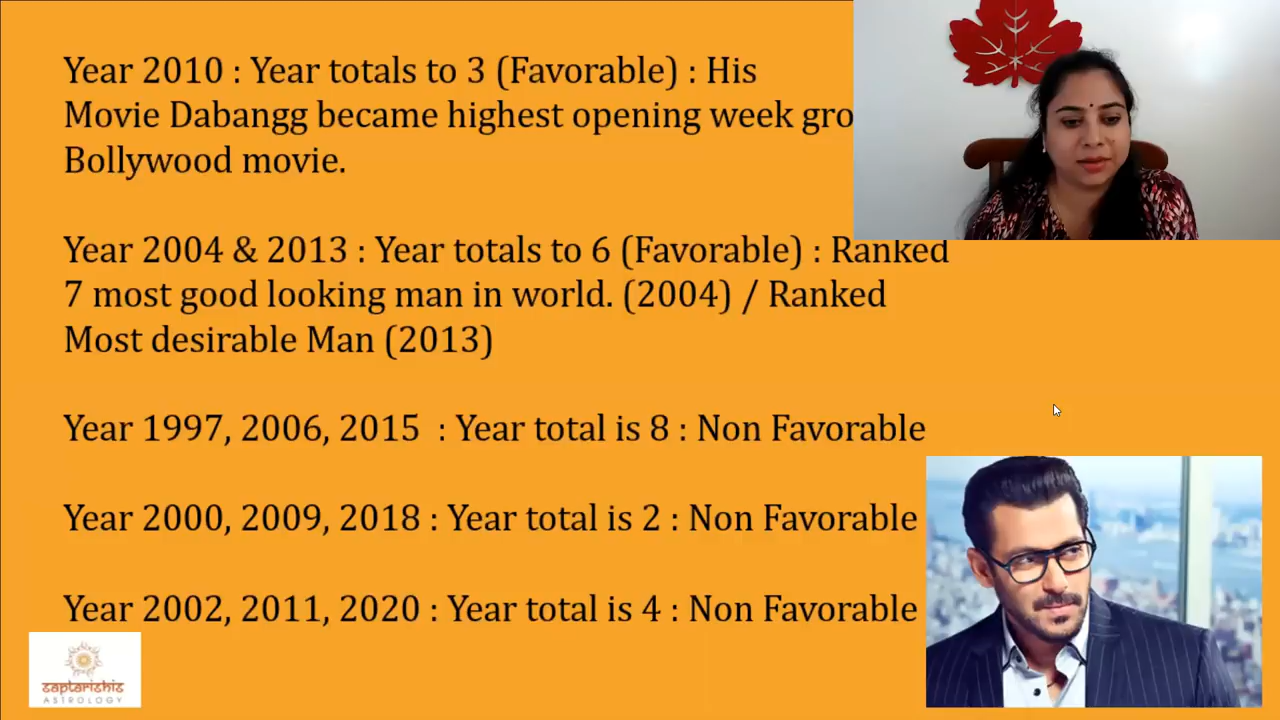 Year 2010 : Year totals to 3 (Favorable) : His
Movie Dabangg became highest opening week gro
Bollywood movie.
Year 2004 & 2013 : Year totals to 6 (Favorable) : Ranked
7 most good looking man in world. (2004) / Ranked
Most desirable Man (2013)
Year 1997, 2006, 2015 : Year total is 8 : Non Favorable
Year 2000, 2009, 2018 : Year total is 2 : Non Favorable
Year 2002, 2011, 2020 : Year total is 4 : Non Favorable
saptarishis
ASTROLOGY